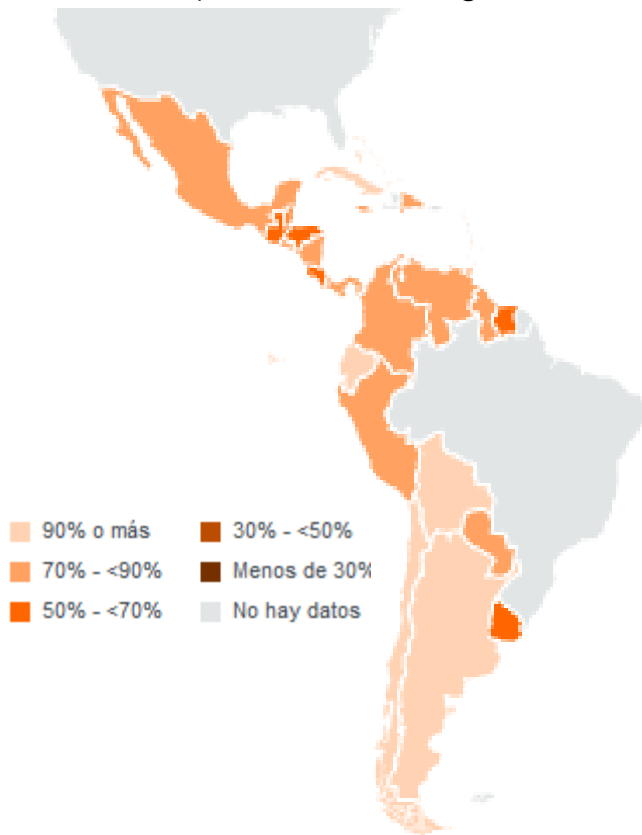 90% o más
70% - <90%
50% - <70%
30% - <50%
Menos de 30%
No hay datos